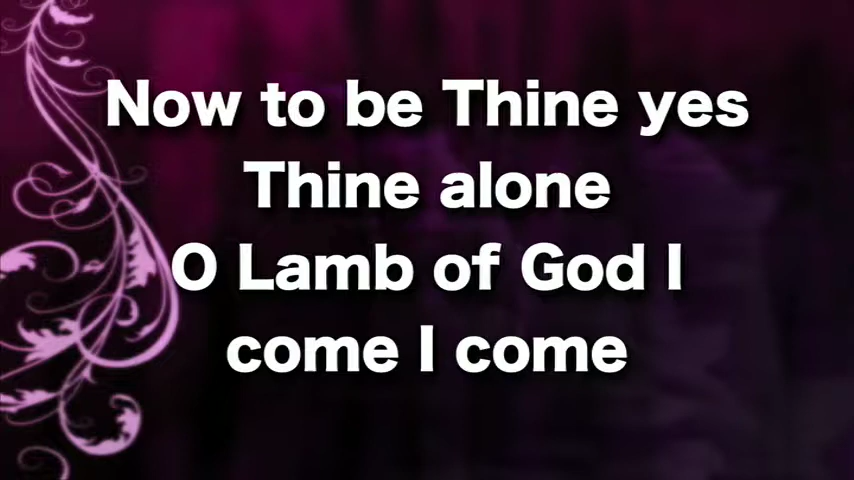 Now to be Thine yes
Thine alone
O Lamb of God I
come I come